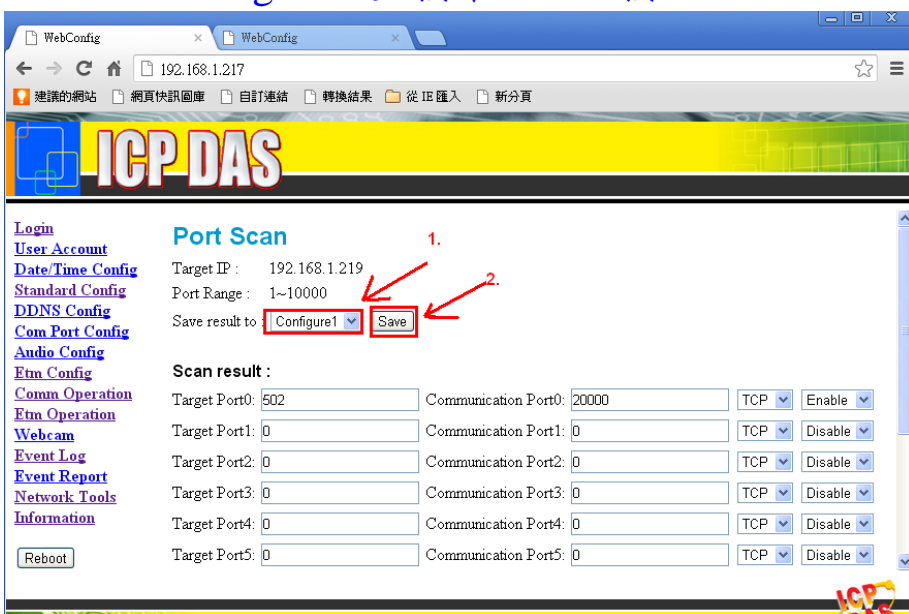 WebConfig
WebConfig
192.168.1.217
建議的網站 網頁快訊圖庫 自訂連結 轉換結果 從 IE 匯入 新分頁
ICP DAS
Login
User Account
Date/Time Config
Standard Config
DDNS Config
Com Port Config
Audio Config
Etm Config
Comm Operation
Etm Operation
Webcam
Event Log
Event Report
Network Tools
Information
Reboot
Port Scan
1.
Target IP : 192.168.1.219
2.
Port Range : 1~10000
Save result to : Configure1 Save
Scan result :
Target Port0: 502 Communication Port0: 20000 TCP Enable
Target Port1: 0 Communication Port1: 0 TCP Disable
Target Port2: 0 Communication Port2: 0 TCP Disable
Target Port3: 0 Communication Port3: 0 TCP Disable
Target Port4: 0 Communication Port4: 0 TCP Disable
Target Port5: 0 Communication Port5: 0 TCP Disable
ICP